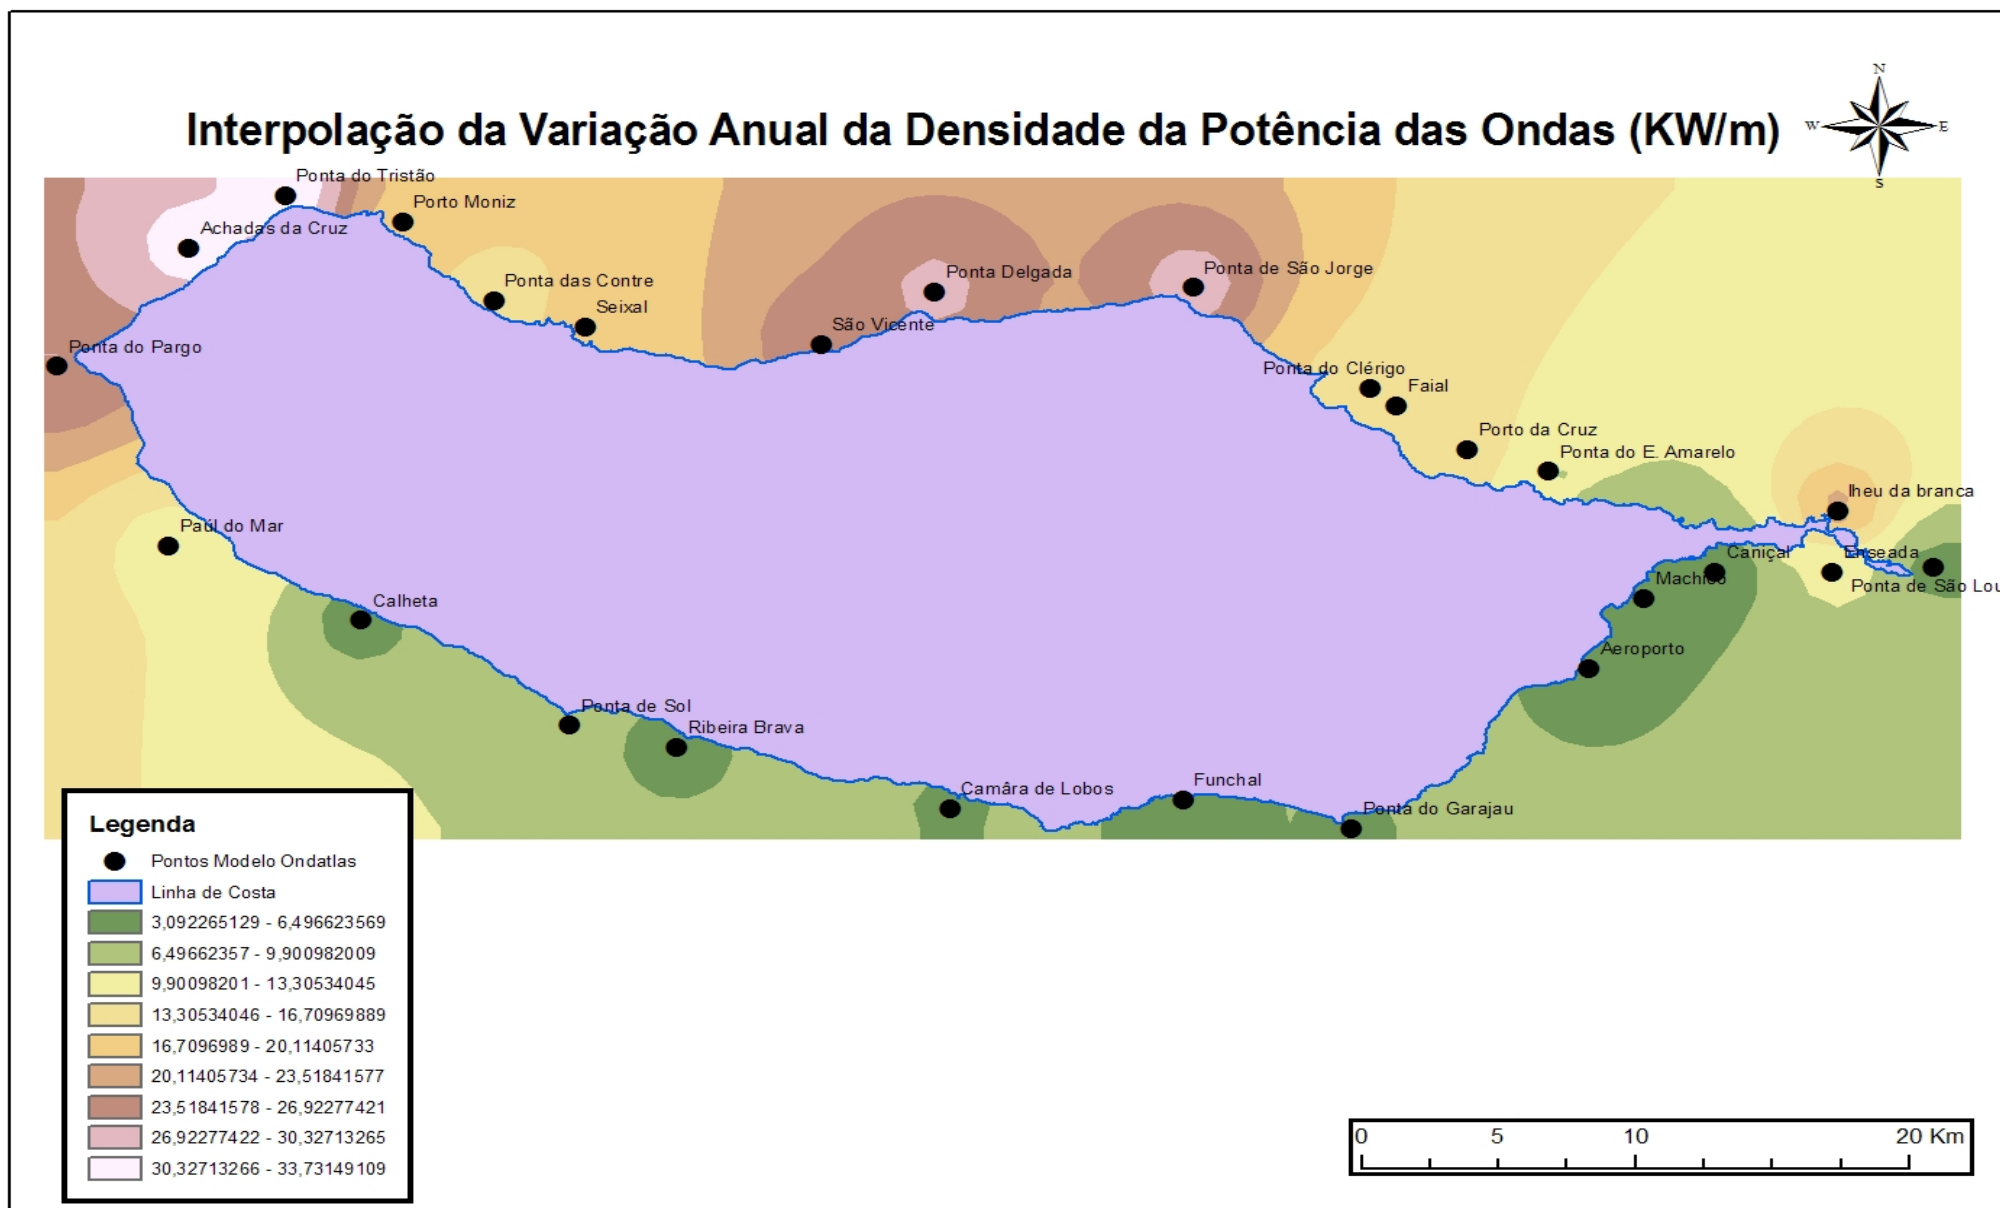 N
Interpolação da Variação Anual da Densidade da Potência das Ondas (KW/m)
W
E
S
Ponta do Tristão
Porto Moniz
Achadas da Cruz
Ponta das Contre
Seixal
Ponta Delgada
Ponta de São Jorge
São Vicente
Ponta do Pargo
Ponta do Clérigo
Faial
Porto da Cruz
Ponta do E. Amarelo
Iheu da branca
Paúl do Mar
Caniçal
Enseada
Machico
Ponta de São Lou
Calheta
Aeroporto
Ponta de Sol
Ribeira Brava
Camâra de Lobos
Funchal
Ponta do Garajau
Legenda
Pontos Modelo Ondatlas
Linha de Costa
3,092265129 - 6,496623569
6,49662357 - 9,900982009
9,90098201 - 13,30534045
13,30534046 - 16,70969889
16,7096989 - 20,11405733
20,11405734 - 23,51841577
23,51841578 - 26,92277421
26,92277422 - 30,32713265
30,32713266 - 33,73149109
0 5 10 20 Km